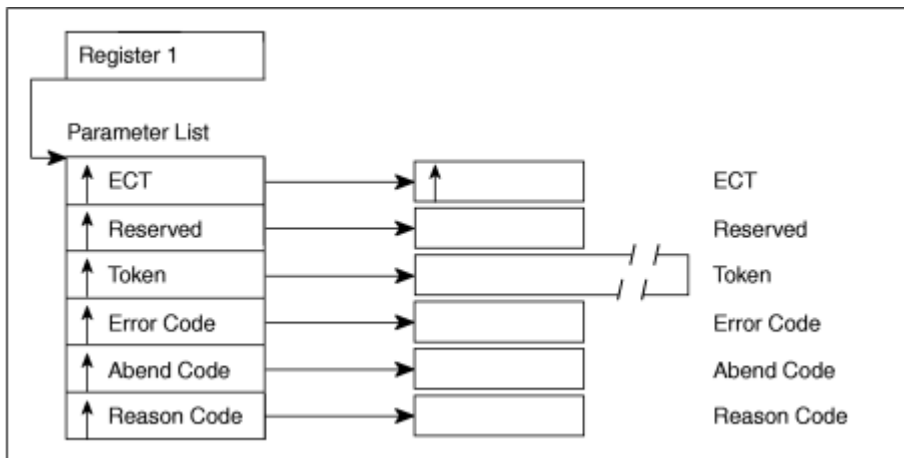 Register 1
Parameter List
ECT ECT
Reserved Reserved
Token Token
Error Code Error Code
Abend Code Abend Code
Reason Code Reason Code